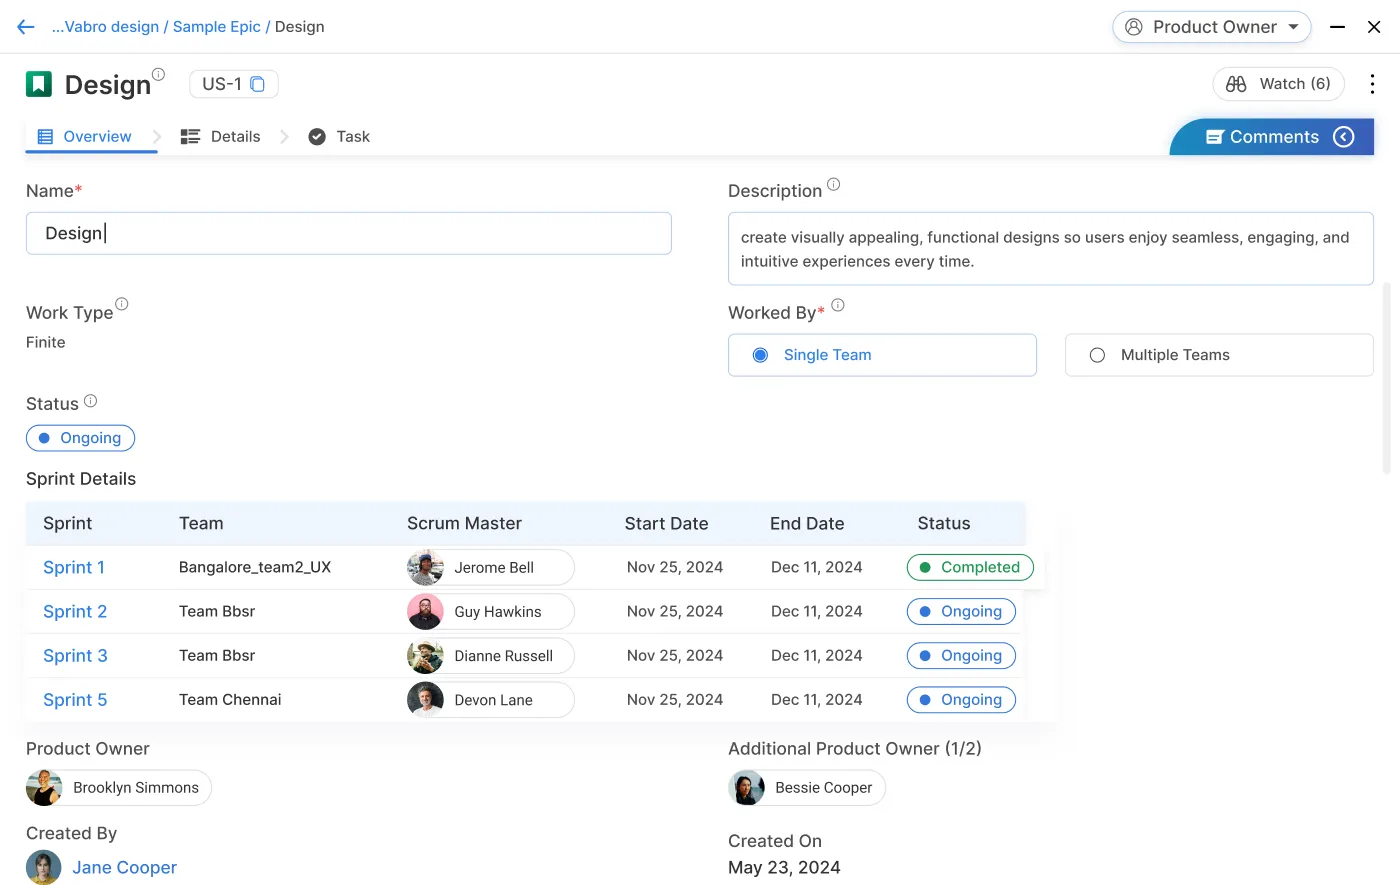 ...Vabro design / Sample Epic / Design
Product Owner
Design
US-1
Watch (6)
Overview
Details
Task
Comments
Name*
Design
Description
create visually appealing, functional designs so users enjoy seamless, engaging, and
intuitive experiences every time.
Work Type
Finite
Worked By*
Single Team
Multiple Teams
Status
Ongoing
Sprint Details
Sprint Team Scrum Master Start Date End Date Status
Sprint 1 Bangalore_team2_UX Jerome Bell Nov 25, 2024 Dec 11, 2024 Completed
Sprint 2 Team Bbsr Guy Hawkins Nov 25, 2024 Dec 11, 2024 Ongoing
Sprint 3 Team Bbsr Dianne Russell Nov 25, 2024 Dec 11, 2024 Ongoing
Sprint 5 Team Chennai Devon Lane Nov 25, 2024 Dec 11, 2024 Ongoing
Product Owner
Brooklyn Simmons
Additional Product Owner (1/2)
Bessie Cooper
Created By
Jane Cooper
Created On
May 23, 2024